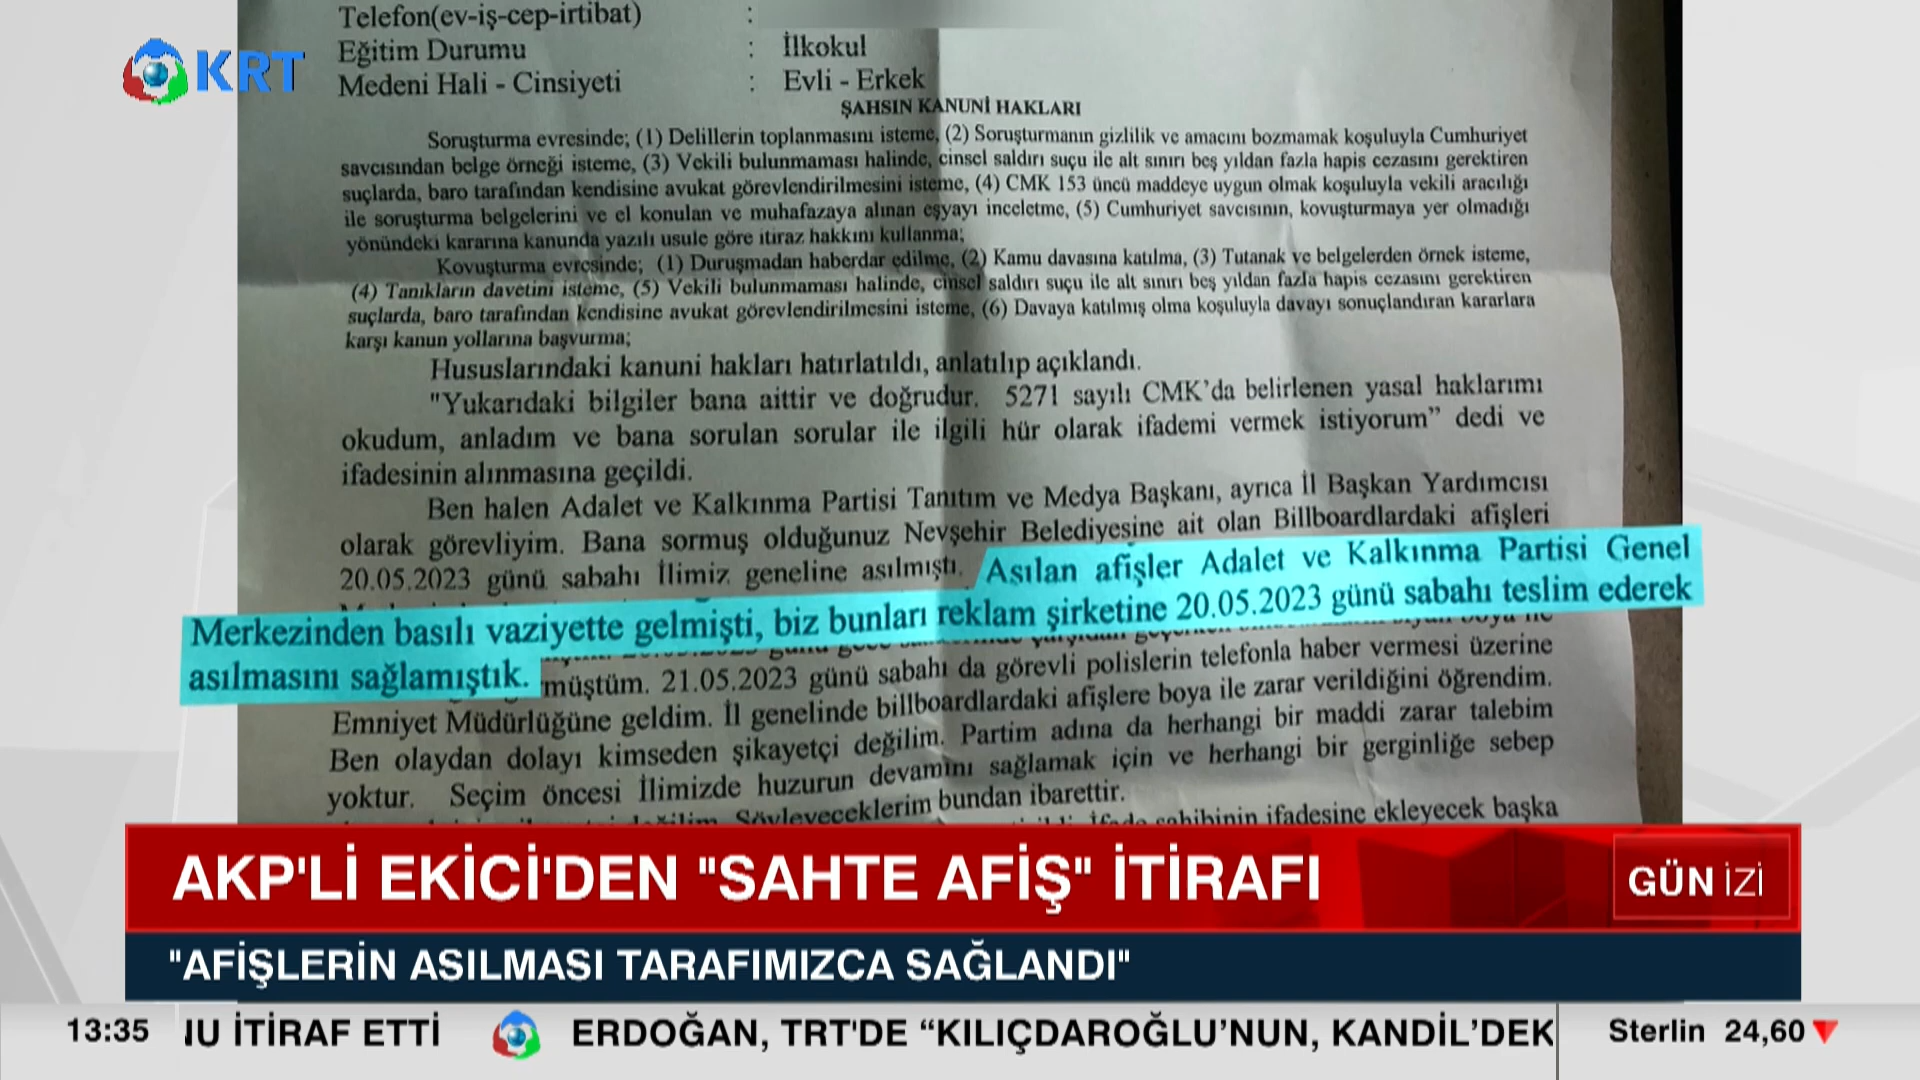 Telefon(ev-iş-cep-irtibat) :
KRT
Eğitim Durumu : İlkokul
Medeni Hali - Cinsiyeti : Evli - Erkek
ŞAHSIN KANUNİ HAKLARI
Soruşturma evresinde; (1) Delillerin toplanmasını isteme, (2) Soruşturmanın gizlilik ve amacını bozmamak koşuluyla Cumhuriyet
savcısından belge örneği isteme, (3) Vekili bulunmaması halinde, cinsel saldırı suçu ile alt sınırı beş yıldan fazla hapis cezasını gerektiren
suçlarda, baro tarafından kendisine avukat görevlendirilmesini isteme, (4) CMK 153 üncü maddeye uygun olmak koşuluyla vekili aracılığı
ile soruşturma belgelerini ve el konulan ve muhafazaya alınan eşyayı inceletme, (5) Cumhuriyet savcısının, kovuşturmaya yer olmadığı
yönündeki kararına kanunda yazılı usule göre itiraz hakkını kullanma;
Kovuşturma evresinde; (1) Duruşmadan haberdar edilme, (2) Kamu davasına katılma, (3) Tutanak ve belgelerden örnek isteme,
(4) Tanıkların davetini isteme, (5) Vekili bulunmaması halinde, cinsel saldırı suçu ile alt sınırı beş yıldan fazla hapis cezasını gerektiren
suçlarda, baro tarafından kendisine avukat görevlendirilmesini isteme, (6) Davaya katılmış olma koşuluyla davayı sonuçlandıran kararlara
karşı kanun yollarına başvurma;
Hususlarındaki kanuni hakları hatırlatıldı, anlatılıp açıklandı.
"Yukarıdaki bilgiler bana aittir ve doğrudur. 5271 sayılı CMK'da belirlenen yasal haklarımı
okudum, anladım ve bana sorulan sorular ile ilgili hür olarak ifademi vermek istiyorum” dedi ve
ifadesinin alınmasına geçildi.
Ben halen Adalet ve Kalkınma Partisi Tanıtım ve Medya Başkanı, ayrıca İl Başkan Yardımcısı
olarak görevliyim. Bana sormuş olduğunuz Nevşehir Belediyesine ait olan Billboardlardaki afişleri
20.05.2023 günü sabahı İlimiz geneline asılmıştı. Asılan afişler Adalet ve Kalkınma Partisi Genel
Merkezinden basılı vaziyette gelmişti, biz bunları reklam şirketine 20.05.2023 günü sabahı teslim ederek
asılmasını sağlamıştık.
müştüm. 21.05.2023 günü sabahı da görevli polislerin telefonla haber vermesi üzerine
Emniyet Müdürlüğüne geldim. İl genelinde billboardlardaki afişlere boya ile zarar verildiğini öğrendim.
Ben olaydan dolayı kimseden şikayetçi değilim. Partim adına da herhangi bir maddi zarar talebim
yoktur. Seçim öncesi İlimizde huzurun devamını sağlamak için ve herhangi bir gerginliğe sebep
Söyleyeceklerim bundan ibarettir.
İfade sahibinin ifadesine ekleyecek başka
AKP'Lİ EKİCİ'DEN "SAHTE AFİŞ" İTİRAFI
GÜN İZİ
"AFİŞLERİN ASILMASI TARAFIMIZCA SAĞLANDI"
13:35 NU İTİRAF ETTİ ERDOĞAN, TRT'DE “KILIÇDAROĞLU’NUN, KANDİL’DEK Sterlin 24,60